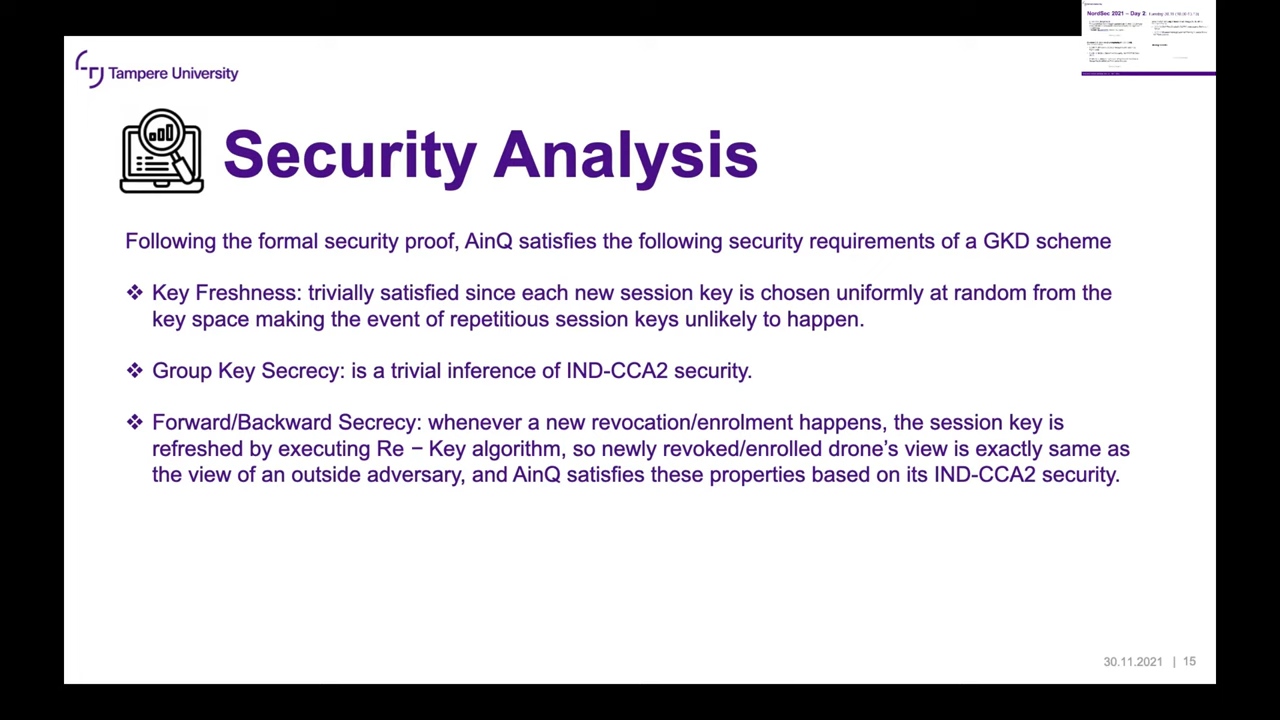 NordSec 2021 – Day 2
Tampere University
Security Analysis
Following the formal security proof, AinQ satisfies the following security requirements of a GKD scheme
❖ Key Freshness: trivially satisfied since each new session key is chosen uniformly at random from the
key space making the event of repetitious session keys unlikely to happen.
❖ Group Key Secrecy: is a trivial inference of IND-CCA2 security.
❖ Forward/Backward Secrecy: whenever a new revocation/enrolment happens, the session key is
refreshed by executing Re − Key algorithm, so newly revoked/enrolled drone's view is exactly same as
the view of an outside adversary, and AinQ satisfies these properties based on its IND-CCA2 security.
30.11.2021 | 15